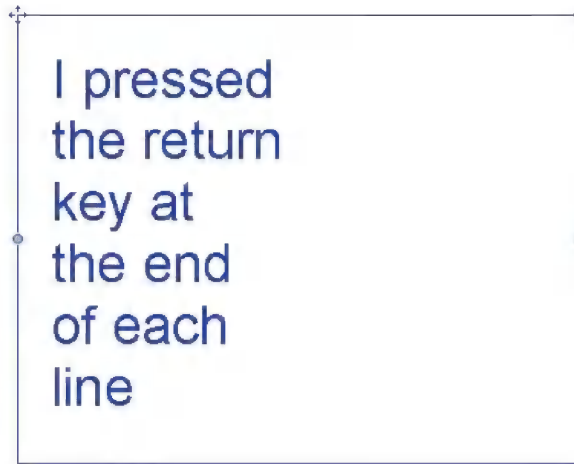 I pressed
the return
key at
the end
of each
line